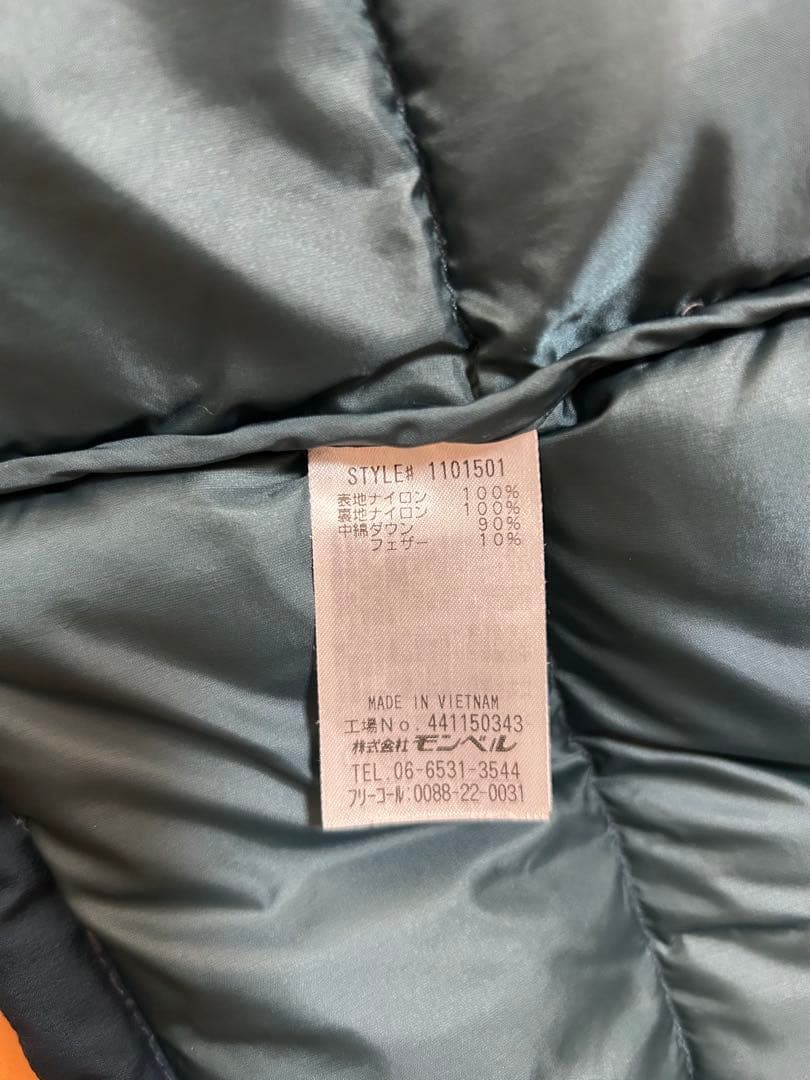 STYLE# 1101501
表地ナイロン 100%
裏地ナイロン 100%
中綿ダウン 90%
フェザー 10%
MADE IN VIETNAM
工場No. 441150343
株式会社 モンベル
TEL. 06-6531-3544
フリーコール:0088-22-0031